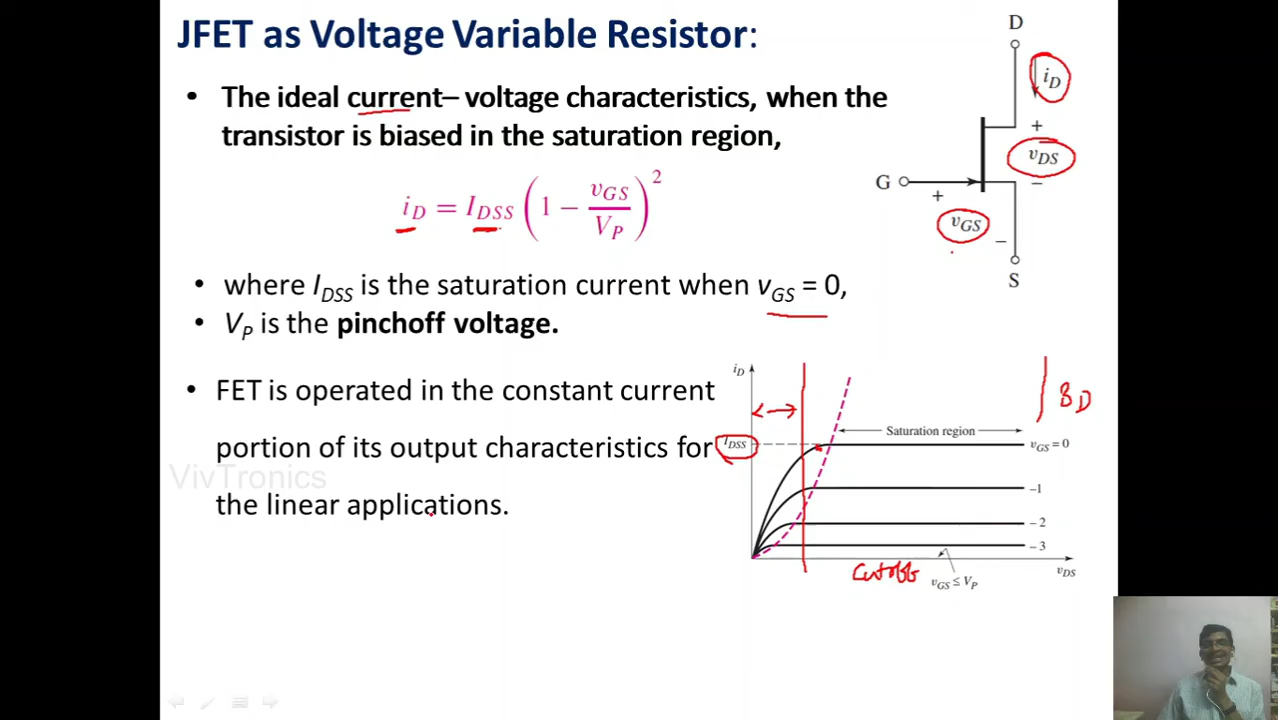 JFET as Voltage Variable Resistor:
• The ideal current– voltage characteristics, when the
transistor is biased in the saturation region,
iD = IDSS (1 − vGS / VP)2
• where IDSS is the saturation current when vGS = 0,
• VP is the pinchoff voltage.
• FET is operated in the constant current
portion of its output characteristics for
the linear applications.
VivTronics
D
iD
+
vDS
−
G
+
vGS
−
S
iD
BD
Saturation region
IDSS
vGS = 0
−1
−2
−3
Cutoff
vGS ≤ VP
vDS